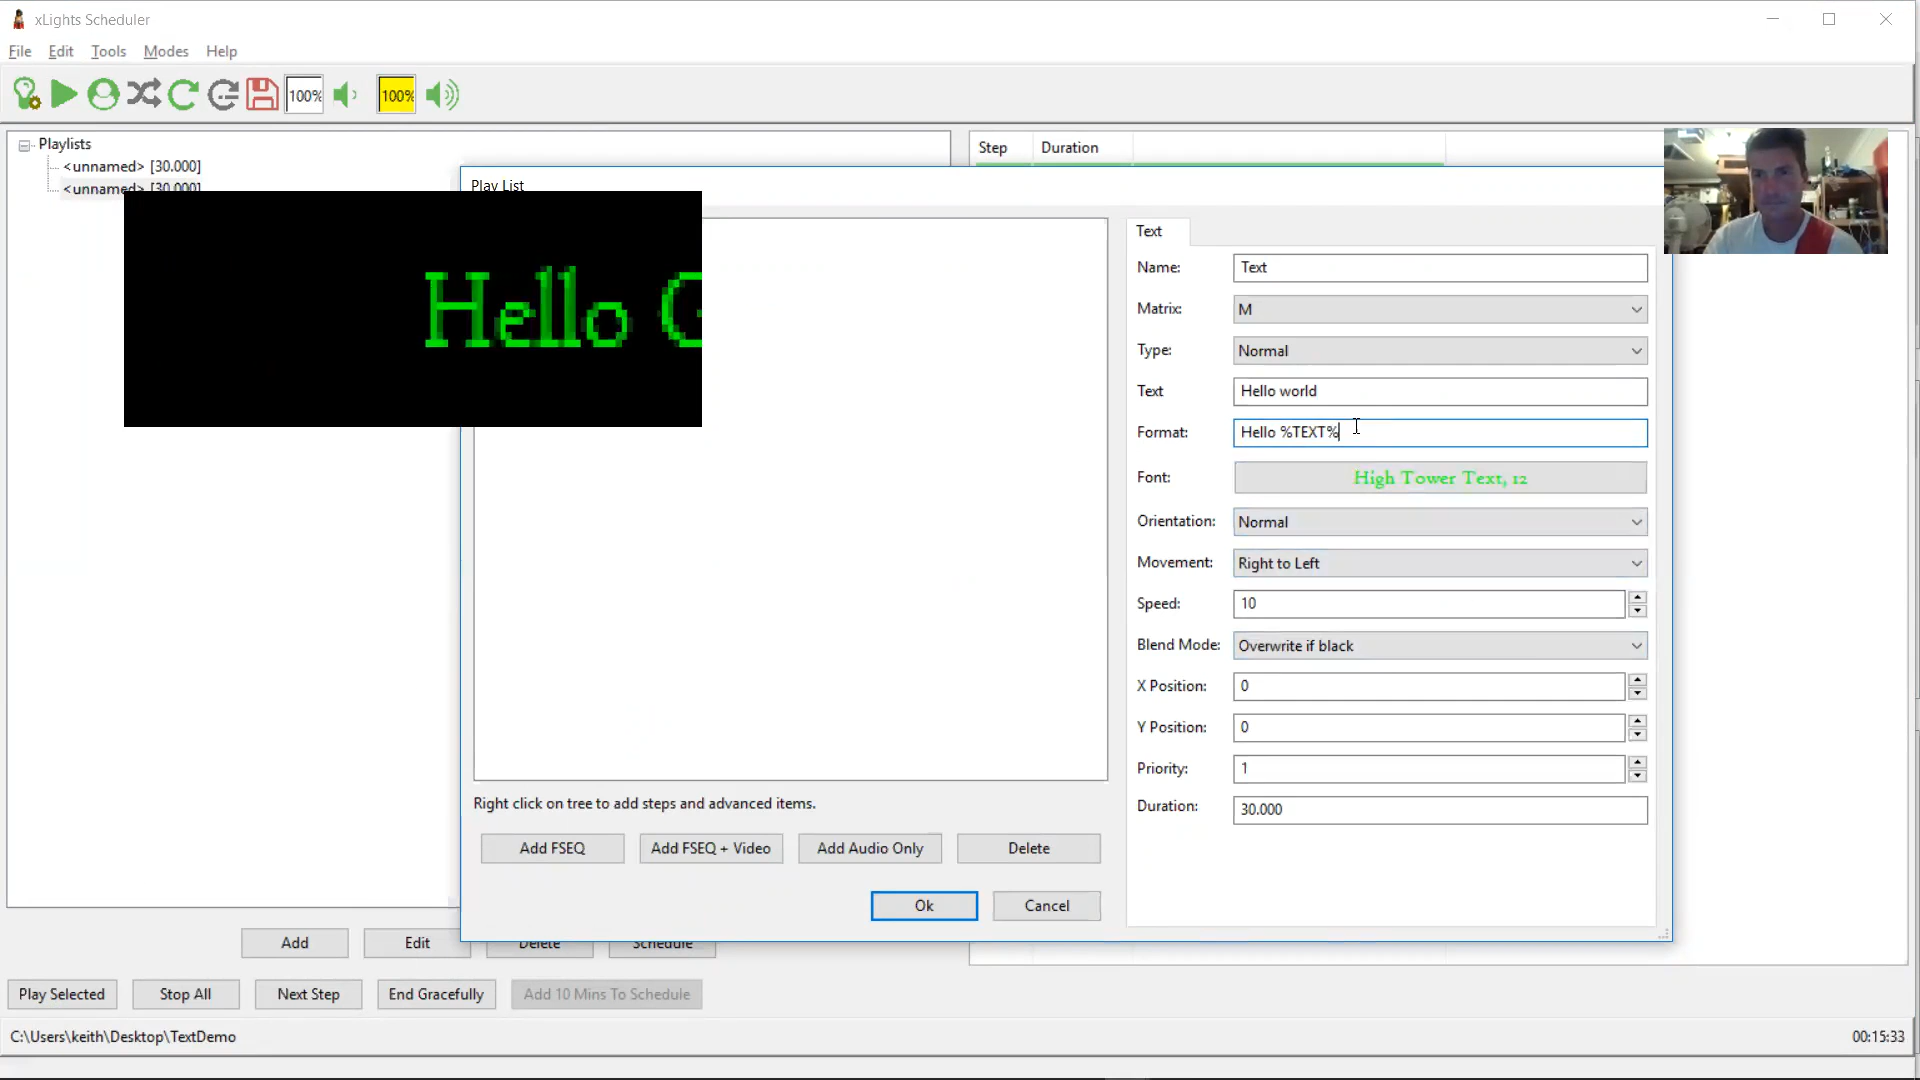 xLights Scheduler
File Edit Tools Modes Help
100% 100%
Playlists
<unnamed> [30.000]
<unnamed> [30.000]
Step Duration
Play List
Hello G
Text
Name: Text
Matrix: M
Type: Normal
Text Hello world
Format: Hello %TEXT%
Font: High Tower Text, 12
Orientation: Normal
Movement: Right to Left
Speed: 10
Blend Mode: Overwrite if black
X Position: 0
Y Position: 0
Priority: 1
Duration: 30.000
Right click on tree to add steps and advanced items.
Add FSEQ Add FSEQ + Video Add Audio Only Delete
Ok Cancel
Add Edit Delete Schedule
Play Selected Stop All Next Step End Gracefully Add 10 Mins To Schedule
C:\Users\keith\Desktop\TextDemo 00:15:33